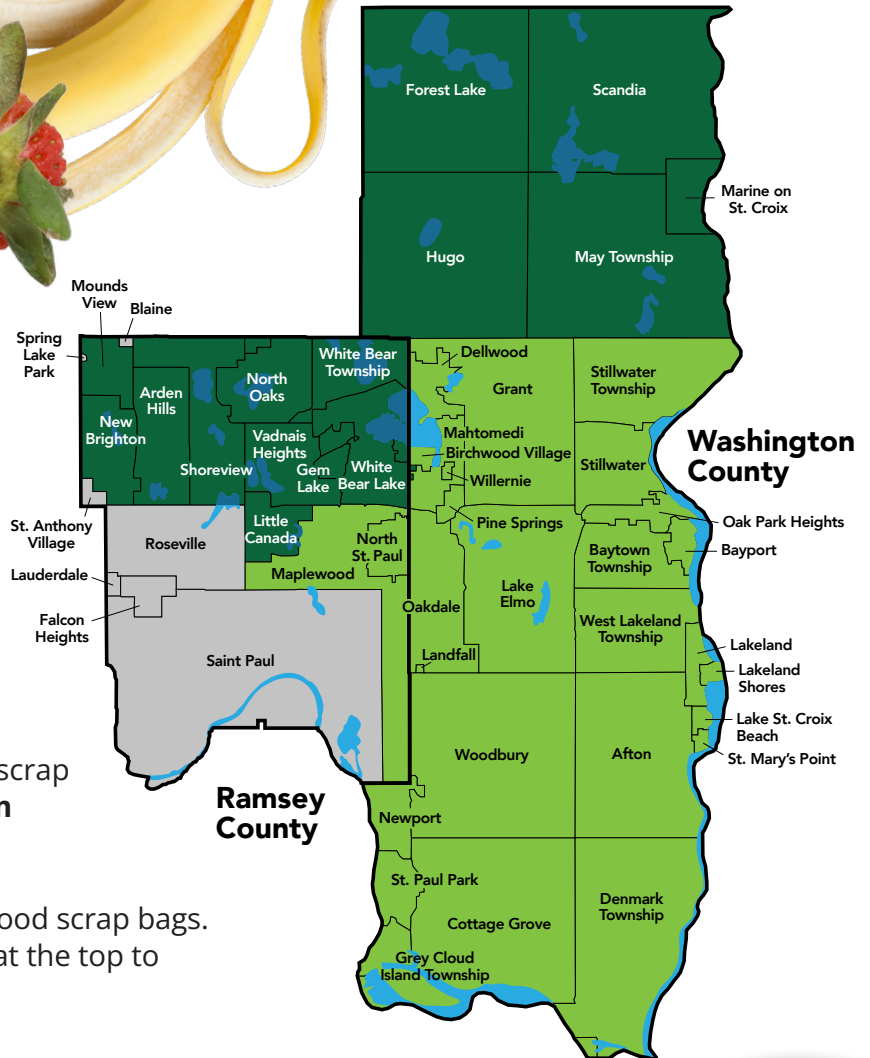 Forest Lake
Scandia
Marine on
St. Croix
Hugo
May Township
Mounds
View
Blaine
Spring
Lake
Park
White Bear
Township
Dellwood
Arden
Hills
North
Oaks
Grant
Stillwater
Township
New
Brighton
Vadnais
Heights
Mahtomedi
Birchwood Village
Washington
County
Shoreview
Gem
Lake
White
Bear Lake
Willernie
Stillwater
St. Anthony
Village
Roseville
Little
Canada
North
St. Paul
Pine Springs
Oak Park Heights
Baytown
Township
Bayport
Lauderdale
Maplewood
Lake
Elmo
Oakdale
Falcon
Heights
West Lakeland
Township
Landfall
Lakeland
Saint Paul
Lakeland
Shores
Lake St. Croix
Beach
St. Mary's Point
Woodbury
Afton
scrap
Ramsey
County
Newport
St. Paul Park
Denmark
Township
ood scrap bags.
Cottage Grove
at the top to
Grey Cloud
Island Township